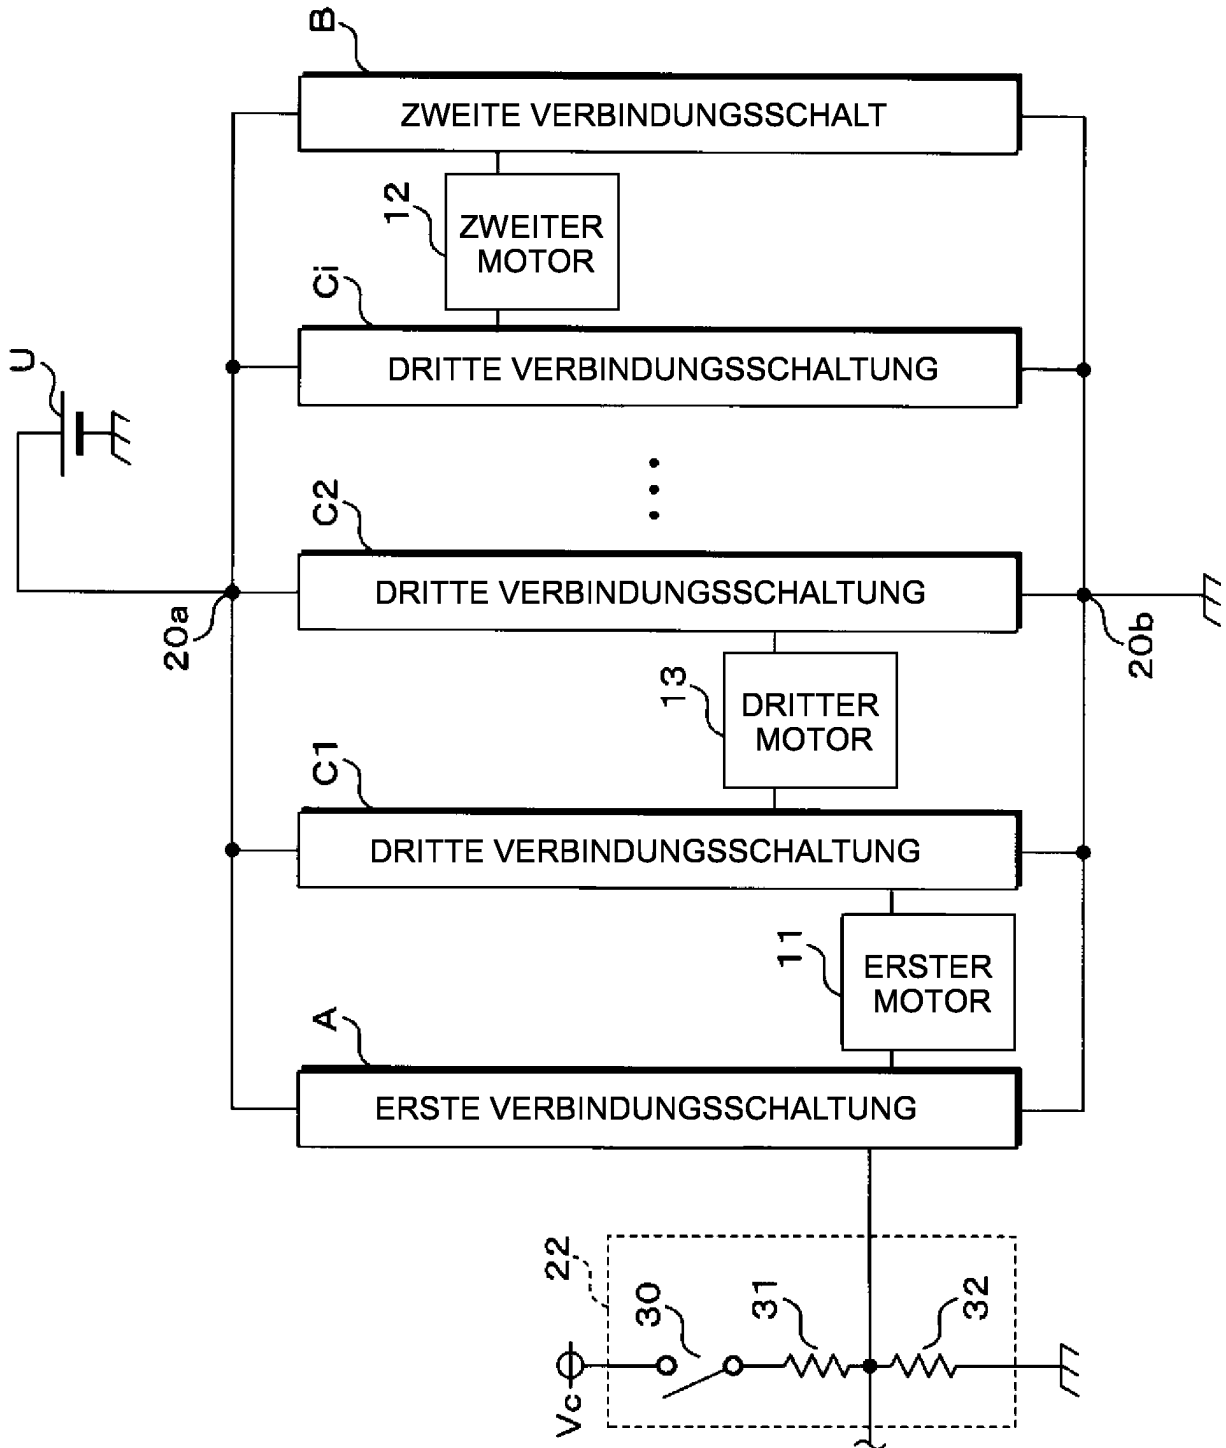 B
ZWEITE VERBINDUNGSSCHALT
12
ZWEITER
MOTOR
Ci
U
DRITTE VERBINDUNGSSCHALTUNG
C2
20a
DRITTE VERBINDUNGSSCHALTUNG
20b
13
DRITTER
MOTOR
C1
DRITTE VERBINDUNGSSCHALTUNG
11
ERSTER
MOTOR
A
ERSTE VERBINDUNGSSCHALTUNG
22
30
31
32
Vc